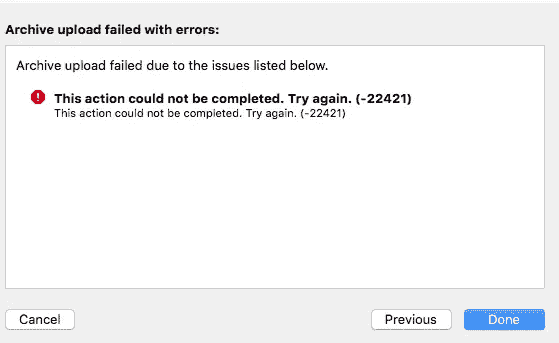 Archive upload failed with errors:
Archive upload failed due to the issues listed below.
This action could not be completed. Try again. (-22421)
This action could not be completed. Try again. (-22421)
Cancel
Previous
Done